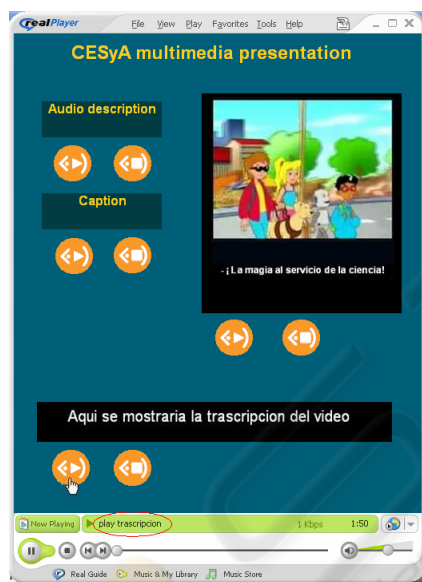 realPlayer File View Play Favorites Tools Help
CESyA multimedia presentation
Audio description
Caption
- ¡La magia al servicio de la ciencia!
Aqui se mostraria la trascripcion del video
Now Playing play trascripcion 1 Kbps 1:50
Real Guide Music & My Library Music Store